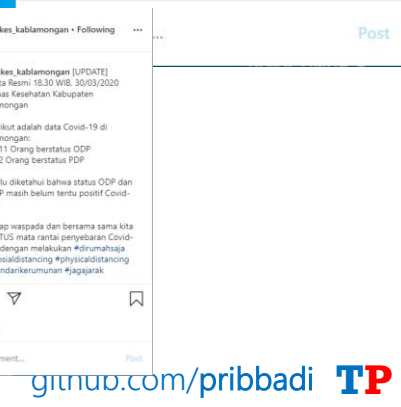 kes_kablamongan • Following ...
... Post
kes_kablamongan [UPDATE]
ta Resmi 18.30 WIB. 30/03/2020
as Kesehatan Kabupaten
mongan
ikut adalah data Covid-19 di
mongan:
11 Orang berstatus ODP
2 Orang berstatus PDP
lu diketahui bahwa status ODP dan
P masih belum tentu positif Covid-
ap waspada dan bersama sama kita
TUS mata rantai penyebaran Covid-
dengan melakukan #dirumahsaja
osialdistancing #physicaldistancing
ndarikerumunan #jagajarak
ment... Post
github.com/pribbadi TP